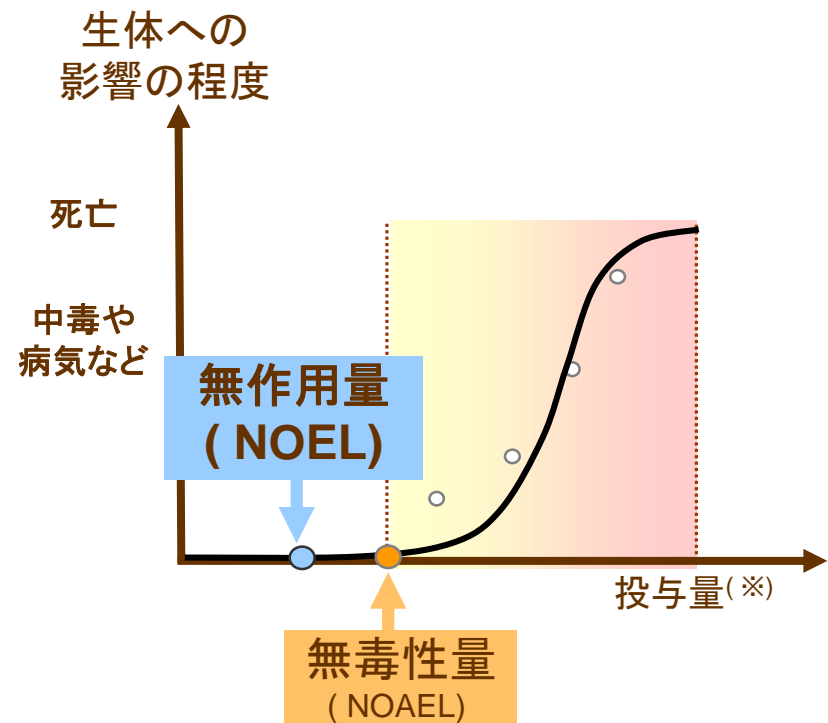 生体への
影響の程度
死亡
中毒や
病気など
無作用量
( NOEL)
投与量(※)
無毒性量
( NOAEL)